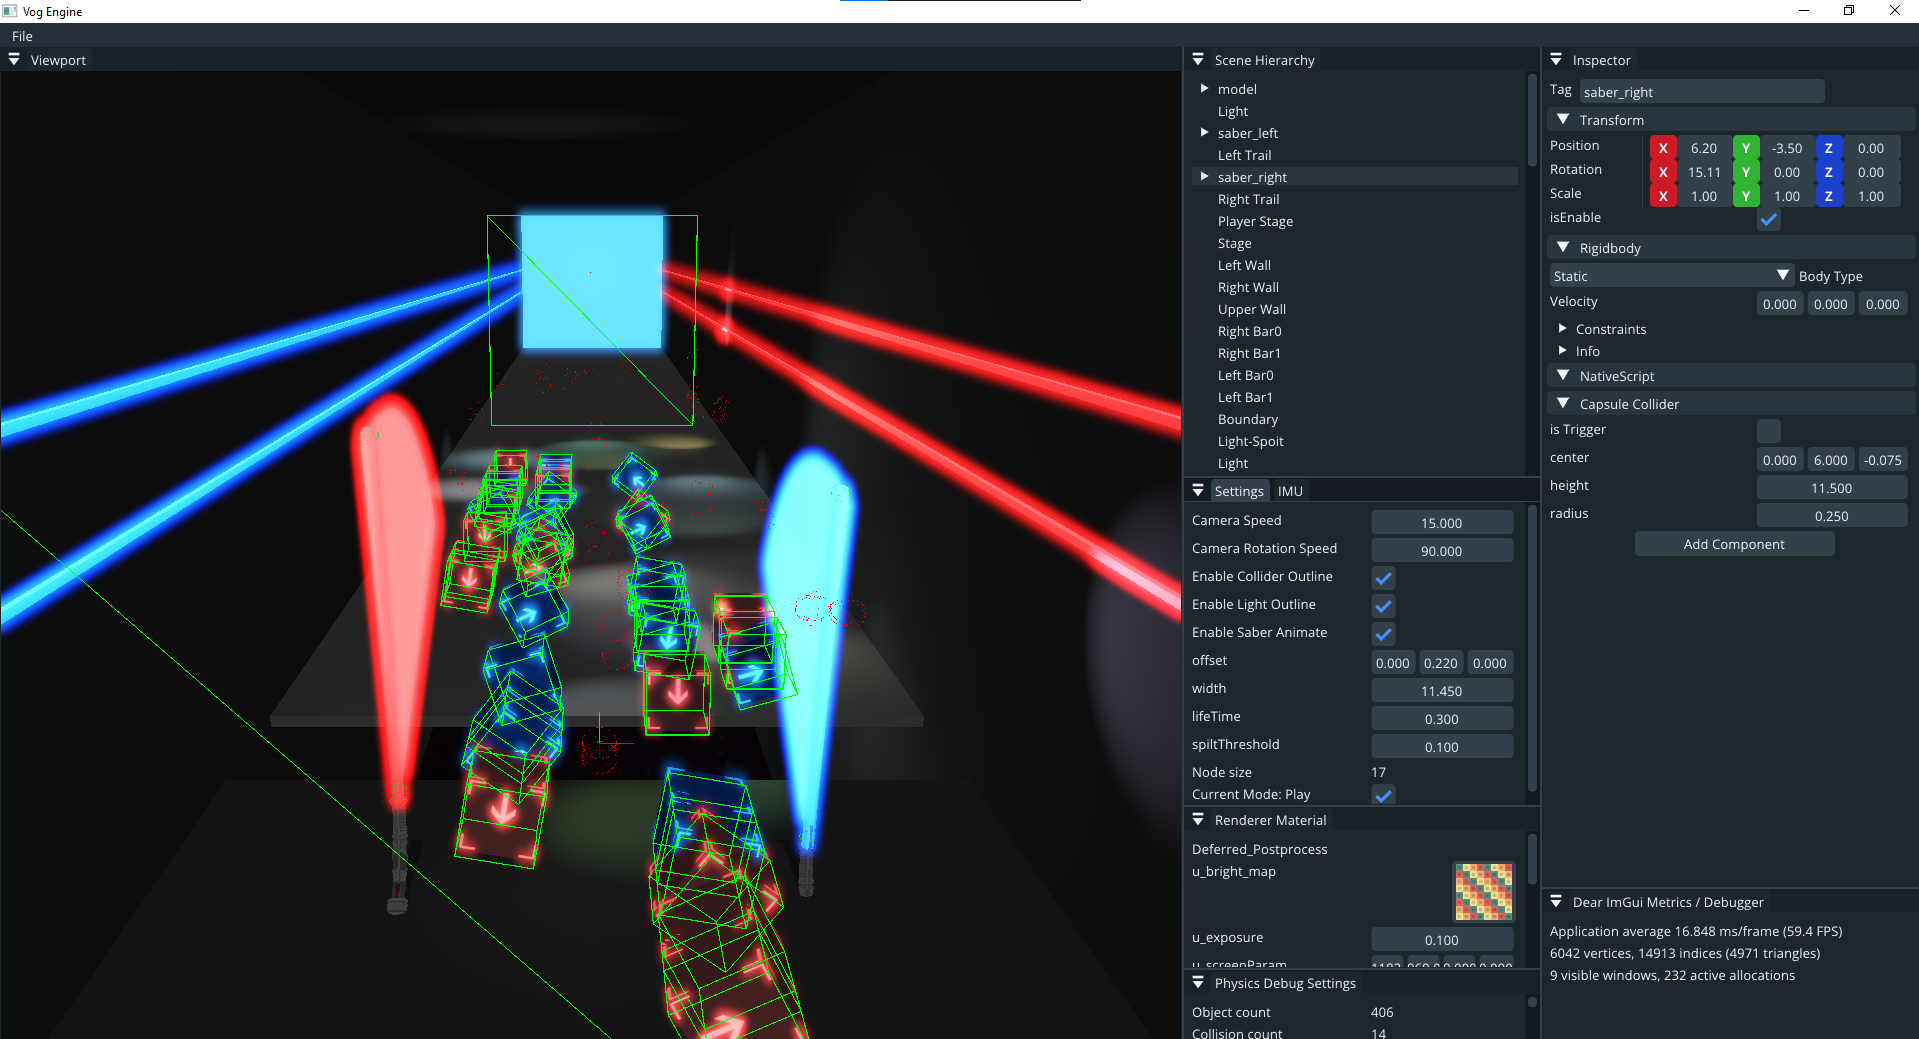 Vog Engine
File
Viewport
Scene Hierarchy
model
Light
saber_left
Left Trail
saber_right
Right Trail
Player Stage
Stage
Left Wall
Right Wall
Upper Wall
Right Bar0
Right Bar1
Left Bar0
Left Bar1
Boundary
Light-Spoit
Light
Settings IMU
Camera Speed 15.000
Camera Rotation Speed 90.000
Enable Collider Outline
Enable Light Outline
Enable Saber Animate
offset 0.000 0.220 0.000
width 11.450
lifeTime 0.300
spiltThreshold 0.100
Node size 17
Current Mode: Play
Renderer Material
Deferred_Postprocess
u_bright_map
u_exposure 0.100
u_screenParam
Physics Debug Settings
Object count 406
Collision count 14
Inspector
Tag saber_right
Transform
Position X 6.20 Y -3.50 Z 0.00
Rotation X 15.11 Y 0.00 Z 0.00
Scale X 1.00 Y 1.00 Z 1.00
isEnable
Rigidbody
Static Body Type
Velocity 0.000 0.000 0.000
Constraints
Info
NativeScript
Capsule Collider
is Trigger
center 0.000 6.000 -0.075
height 11.500
radius 0.250
Add Component
Dear ImGui Metrics / Debugger
Application average 16.848 ms/frame (59.4 FPS)
6042 vertices, 14913 indices (4971 triangles)
9 visible windows, 232 active allocations